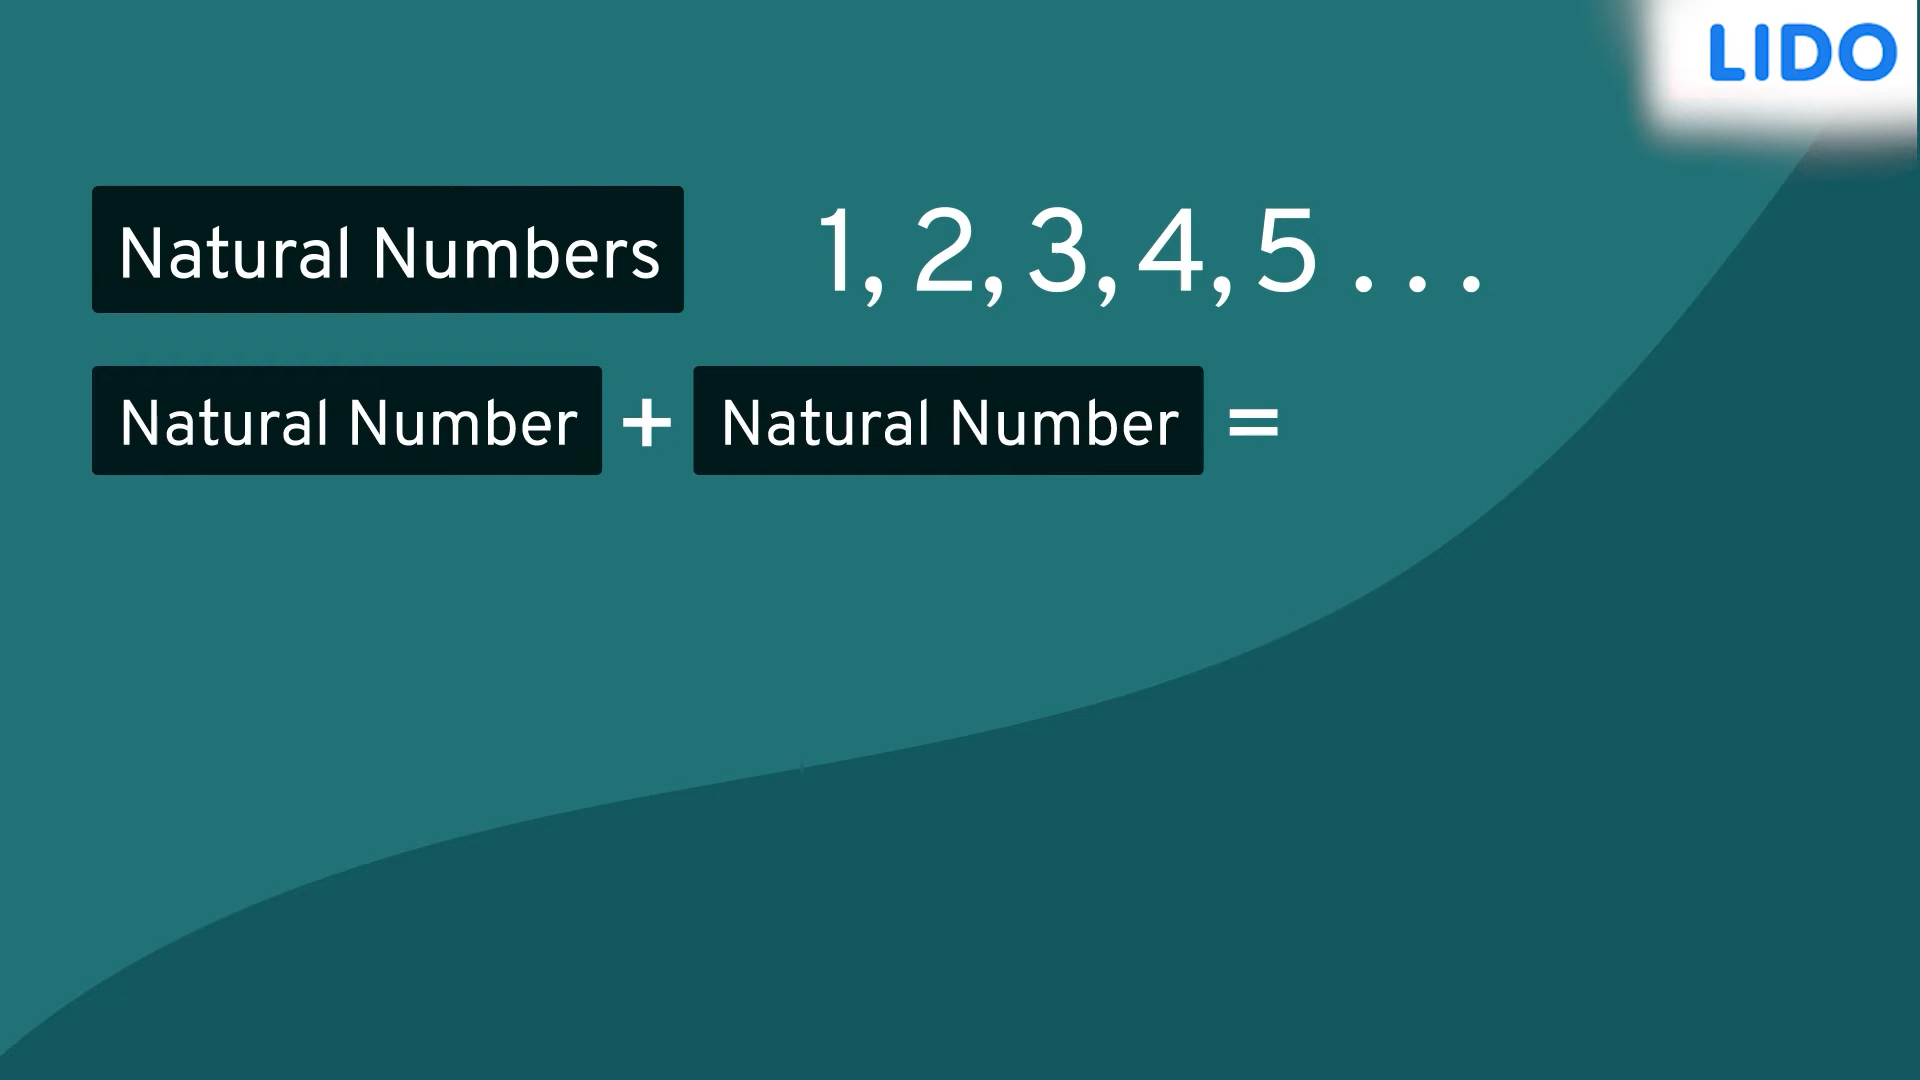 LIDO
Natural Numbers 1, 2, 3, 4, 5 . . .
Natural Number + Natural Number =